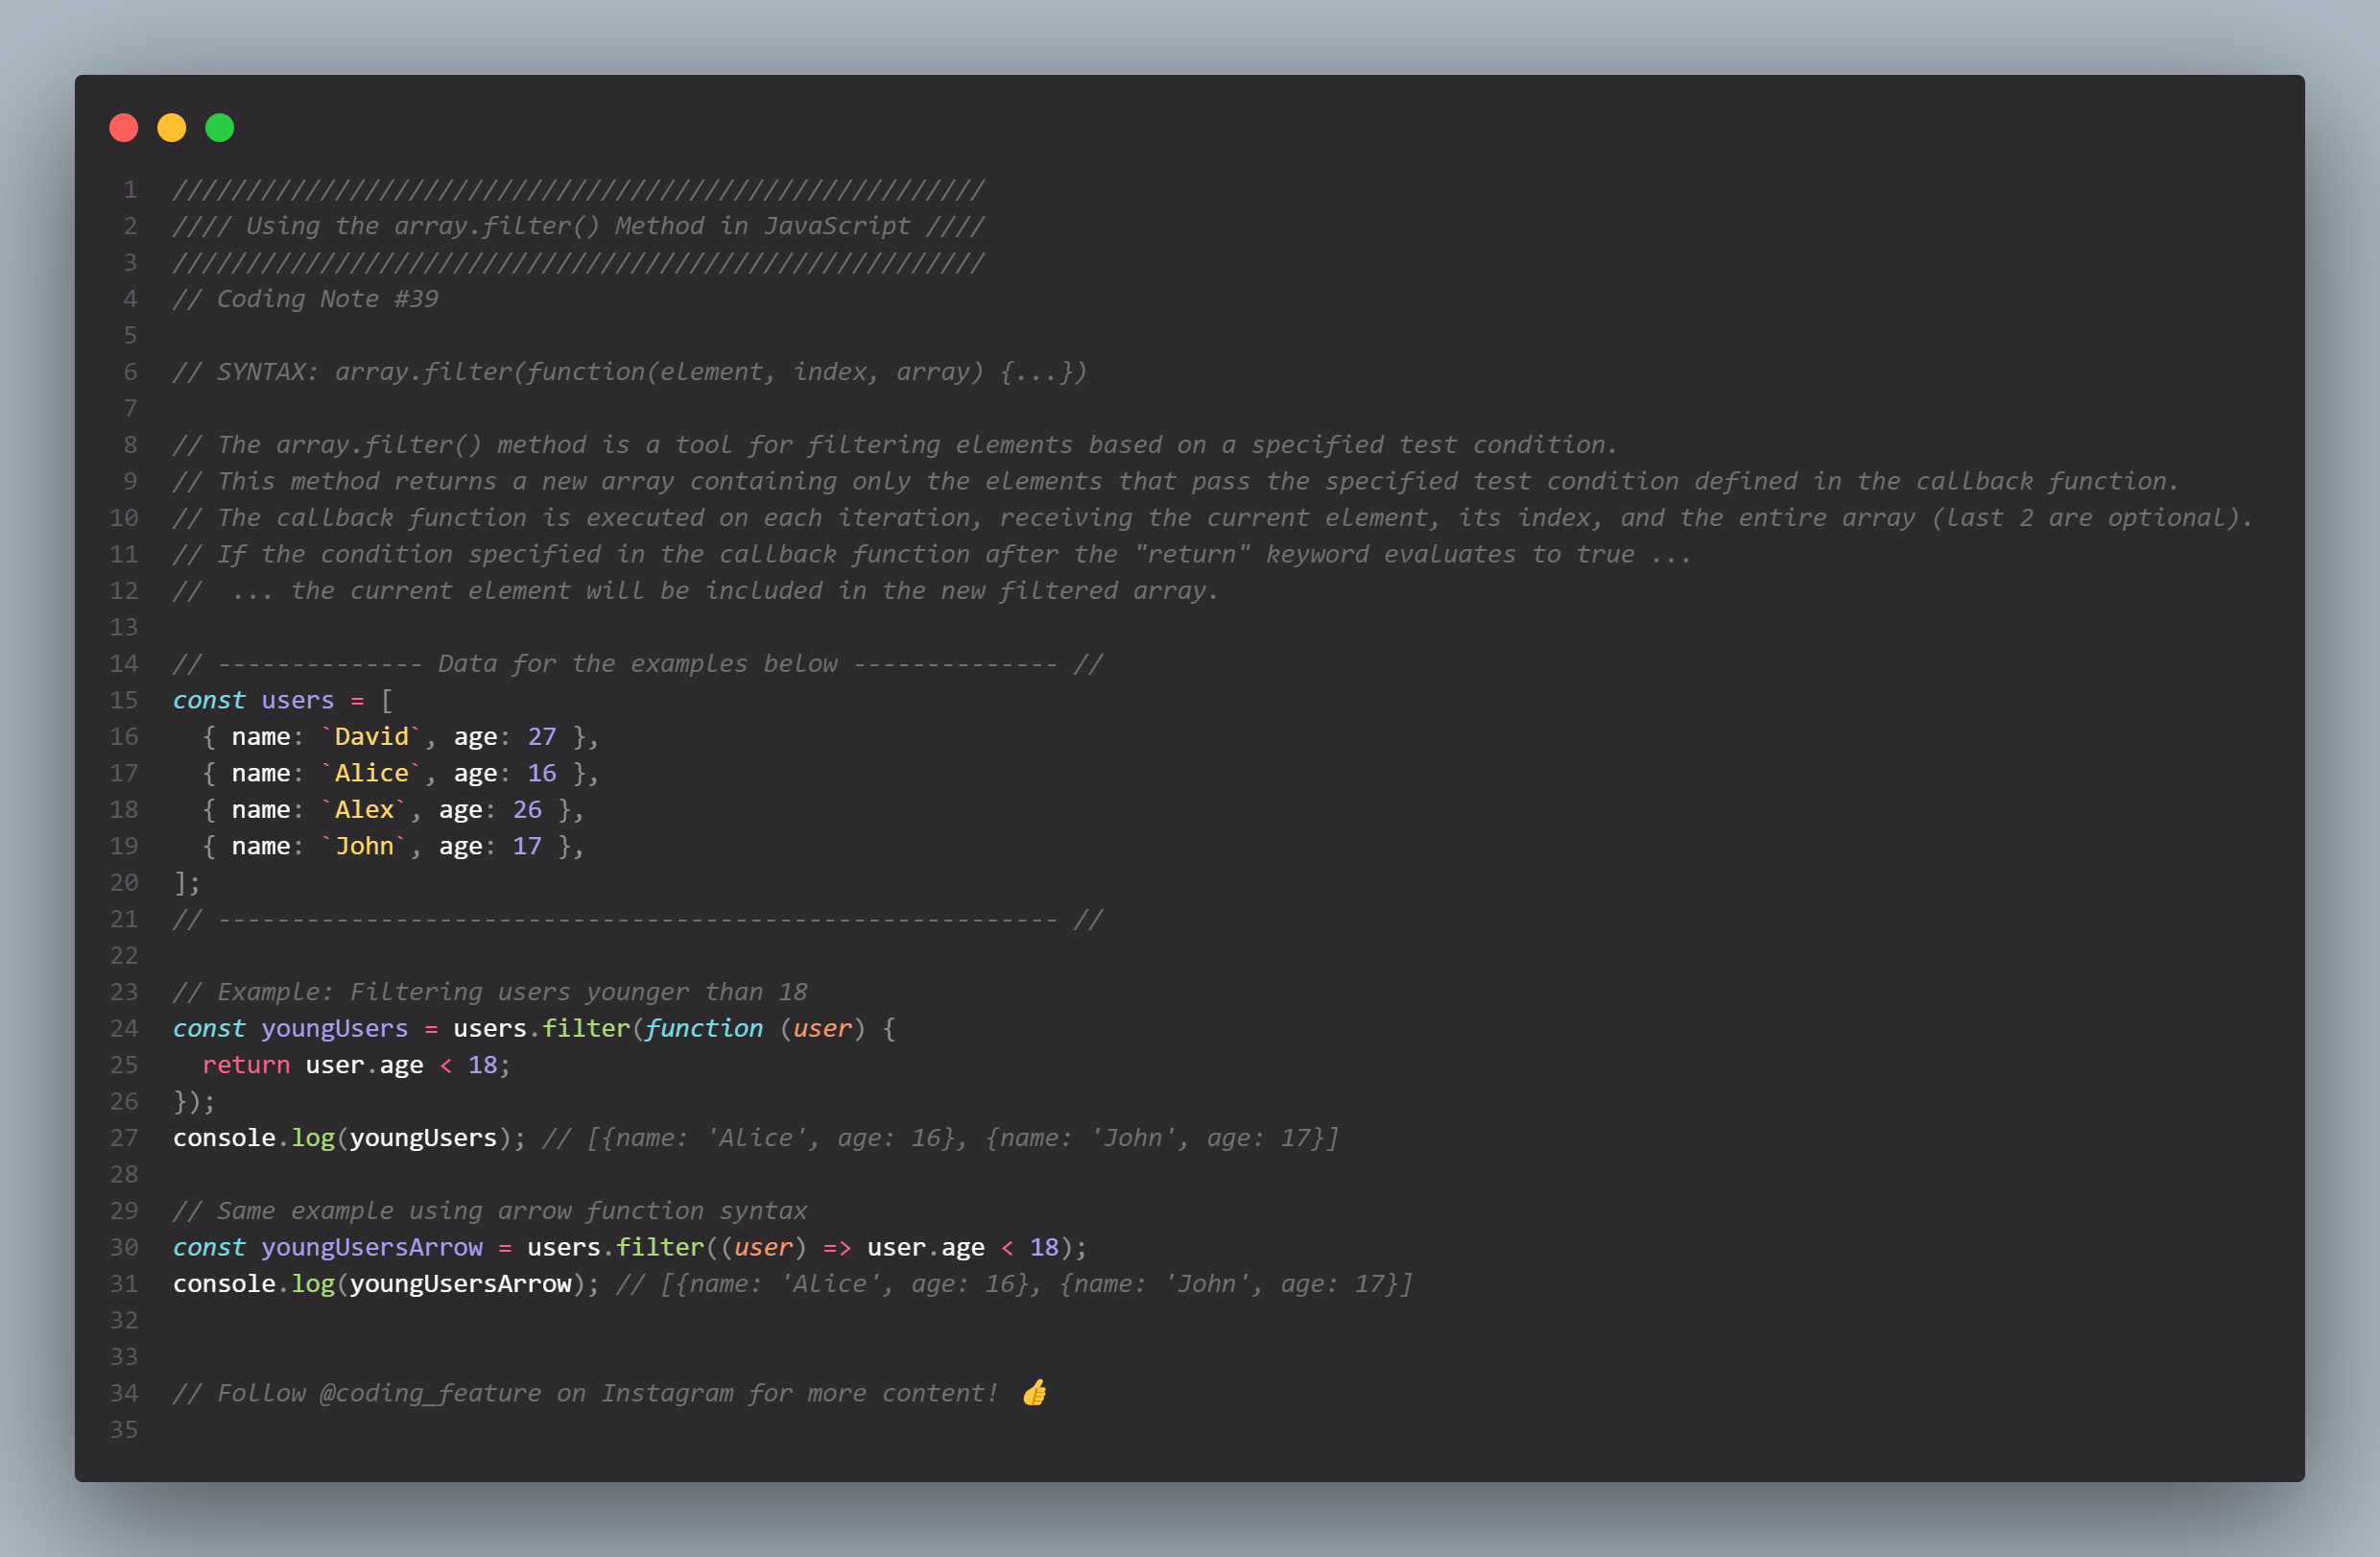 1 ///////////////////////////////////////////////////////
2 //// Using the array.filter() Method in JavaScript ////
3 ///////////////////////////////////////////////////////
4 // Coding Note #39
5
6 // SYNTAX: array.filter(function(element, index, array) {...})
7
8 // The array.filter() method is a tool for filtering elements based on a specified test condition.
9 // This method returns a new array containing only the elements that pass the specified test condition defined in the callback function.
10 // The callback function is executed on each iteration, receiving the current element, its index, and the entire array (last 2 are optional).
11 // If the condition specified in the callback function after the "return" keyword evaluates to true ...
12 //  ... the current element will be included in the new filtered array.
13
14 // -------------- Data for the examples below -------------- //
15 const users = [
16   { name: `David`, age: 27 },
17   { name: `Alice`, age: 16 },
18   { name: `Alex`, age: 26 },
19   { name: `John`, age: 17 },
20 ];
21 // --------------------------------------------------------- //
22
23 // Example: Filtering users younger than 18
24 const youngUsers = users.filter(function (user) {
25   return user.age < 18;
26 });
27 console.log(youngUsers); // [{name: 'Alice', age: 16}, {name: 'John', age: 17}]
28
29 // Same example using arrow function syntax
30 const youngUsersArrow = users.filter((user) => user.age < 18);
31 console.log(youngUsersArrow); // [{name: 'Alice', age: 16}, {name: 'John', age: 17}]
32
33
34 // Follow @coding_feature on Instagram for more content! 👍
35